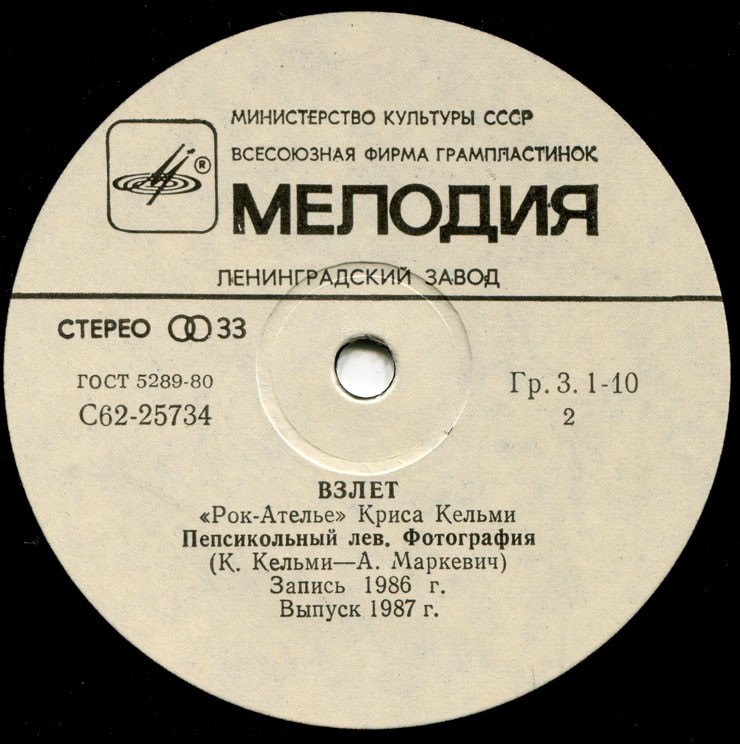 МИНИСТЕРСТВО КУЛЬТУРЫ СССР
ВСЕСОЮЗНАЯ ФИРМА ГРАМПЛАСТИНОК
®
МЕЛОДИЯ
ЛЕНИНГРАДСКИЙ ЗАВОД
СТЕРЕО 33
ГОСТ 5289-80
Гр. 3. 1-10
С62-25734
2
ВЗЛЕТ
«Рок-Ателье» Криса Кельми
Пепсикольный лев. Фотография
(К. Кельми—А. Маркевич)
Запись 1986 г.
Выпуск 1987 г.